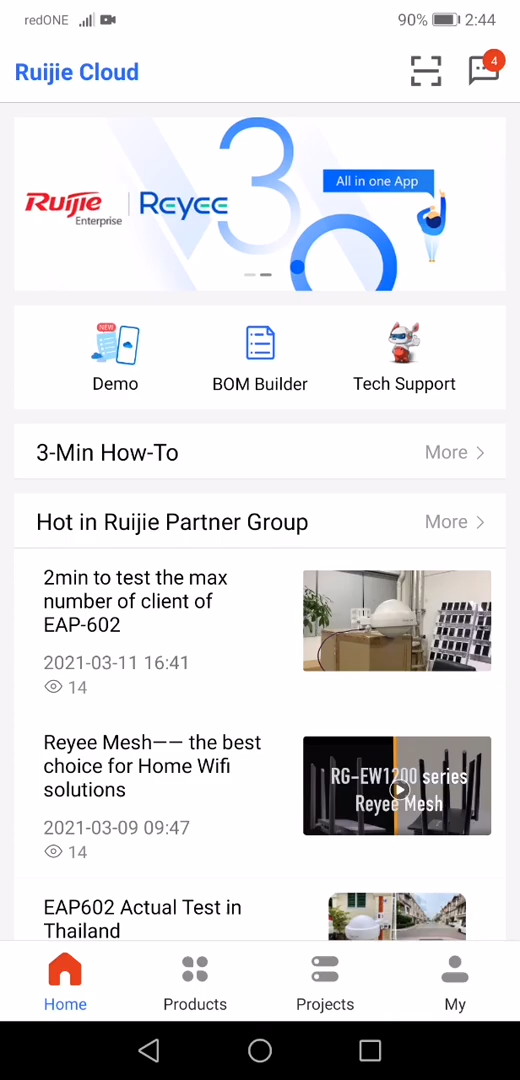 redONE
90% 2:44
Ruijie Cloud
4
30
Ruijie Enterprise | Reyee
All in one App
NEW
Demo
BOM Builder
Tech Support
3-Min How-To
More
Hot in Ruijie Partner Group
More
2min to test the max
number of client of
EAP-602
2021-03-11 16:41
14
Reyee Mesh—— the best
choice for Home Wifi
solutions
2021-03-09 09:47
14
RG-EW1200 series
Reyee Mesh
EAP602 Actual Test in
Thailand
Home
Products
Projects
My